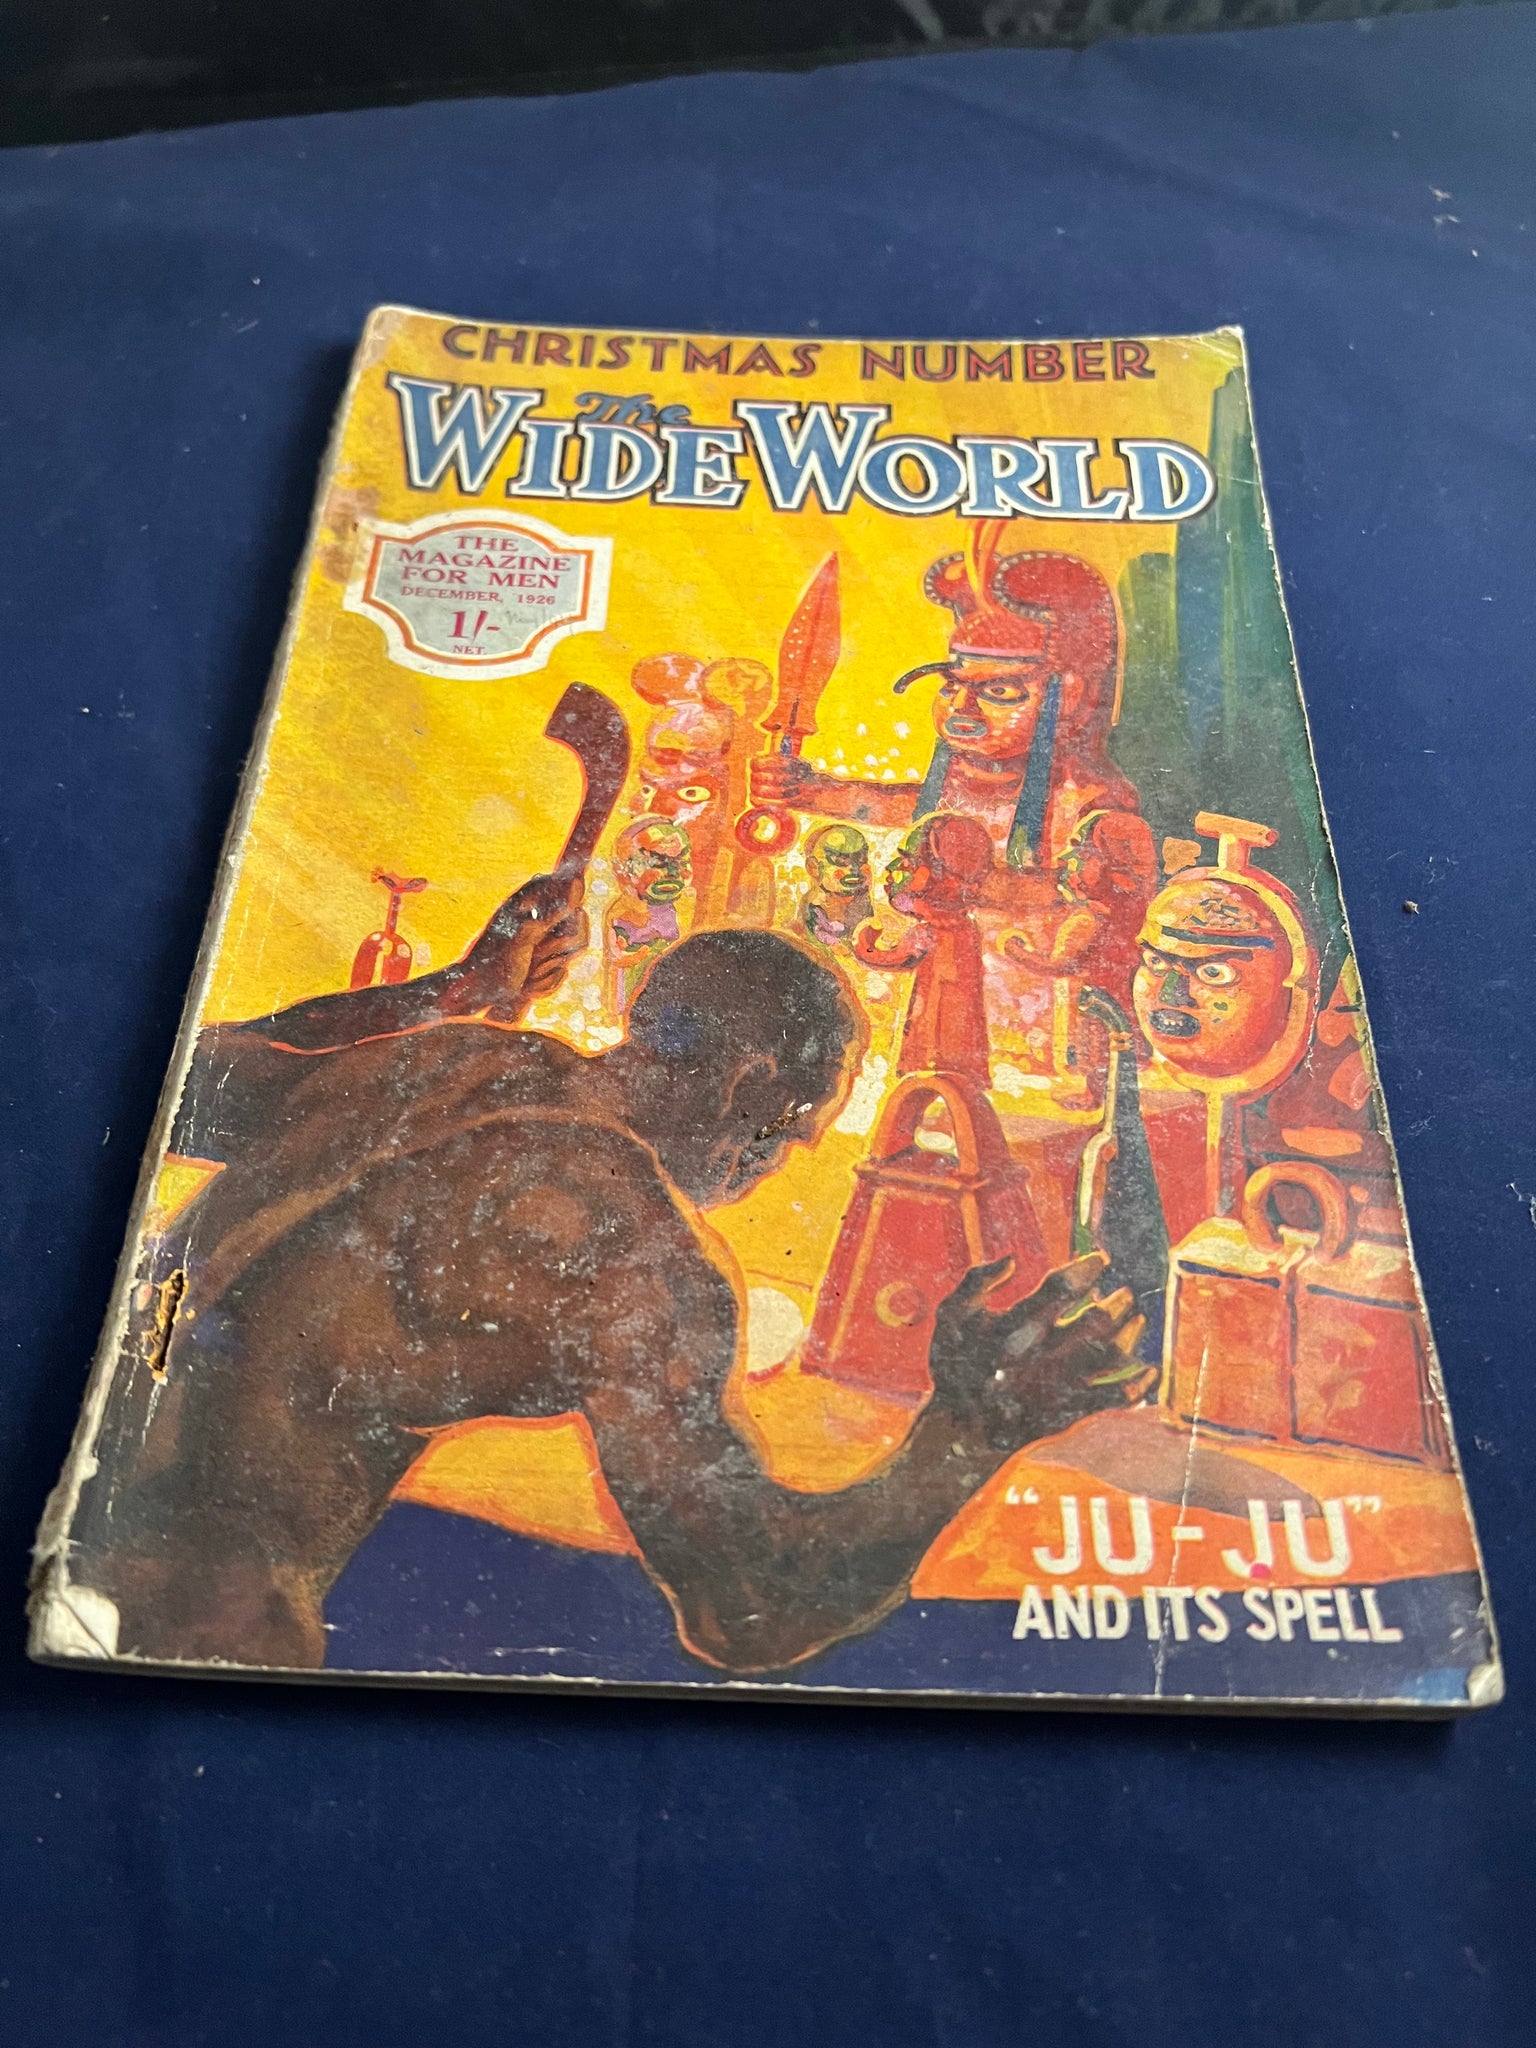 CHRISTMAS NUMBER
The
WIDE WORLD
THE
MAGAZINE
FOR MEN
DECEMBER, 1926
1/-
NET.
"JU-JU"
AND ITS SPELL